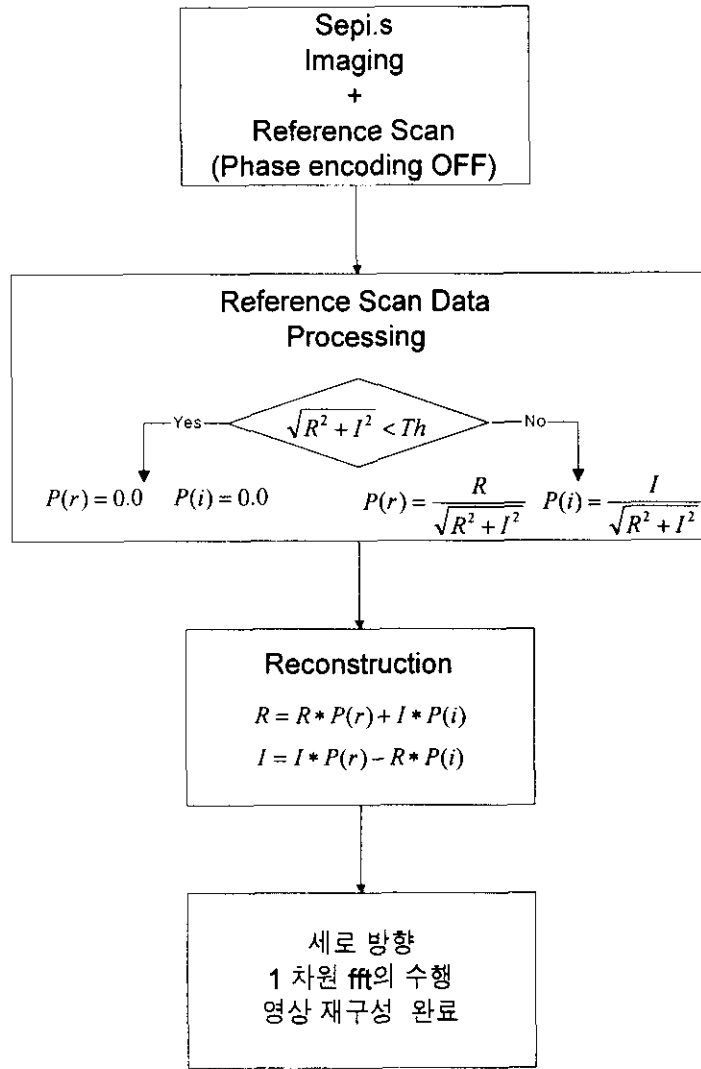 Sepi.s
Imaging
+
Reference Scan
(Phase encoding OFF)
Reference Scan Data
Processing
Yes
√(R² + I²) < Th
No
P(r) = 0.0 P(i) = 0.0
P(r) = R / √(R² + I²) P(i) = I / √(R² + I²)
Reconstruction
R = R * P(r) + I * P(i)
I = I * P(r) − R * P(i)
세로 방향
1 차원 fft의 수행
영상 재구성 완료